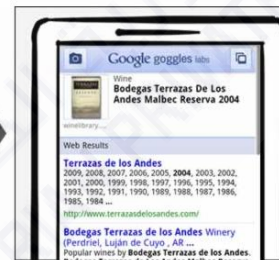 Google goggles labs
Wine
Bodegas Terrazas De Los
Andes Malbec Reserva 2004
winelibrary....
Web Results
Terrazas de los Andes
2009, 2008, 2007, 2006, 2005, 2004, 2003, 2002,
2001, 2000, 1999, 1998, 1997, 1996, 1995, 1994,
1993, 1992, 1991, 1990, 1989, 1988, 1987, 1986,
1985, 1984 ...
http://www.terrazasdelosandes.com/
Bodegas Terrazas de los Andes Winery
(Perdriel, Luján de Cuyo , AR ...
Popular wines by Bodegas Terrazas de los Andes.